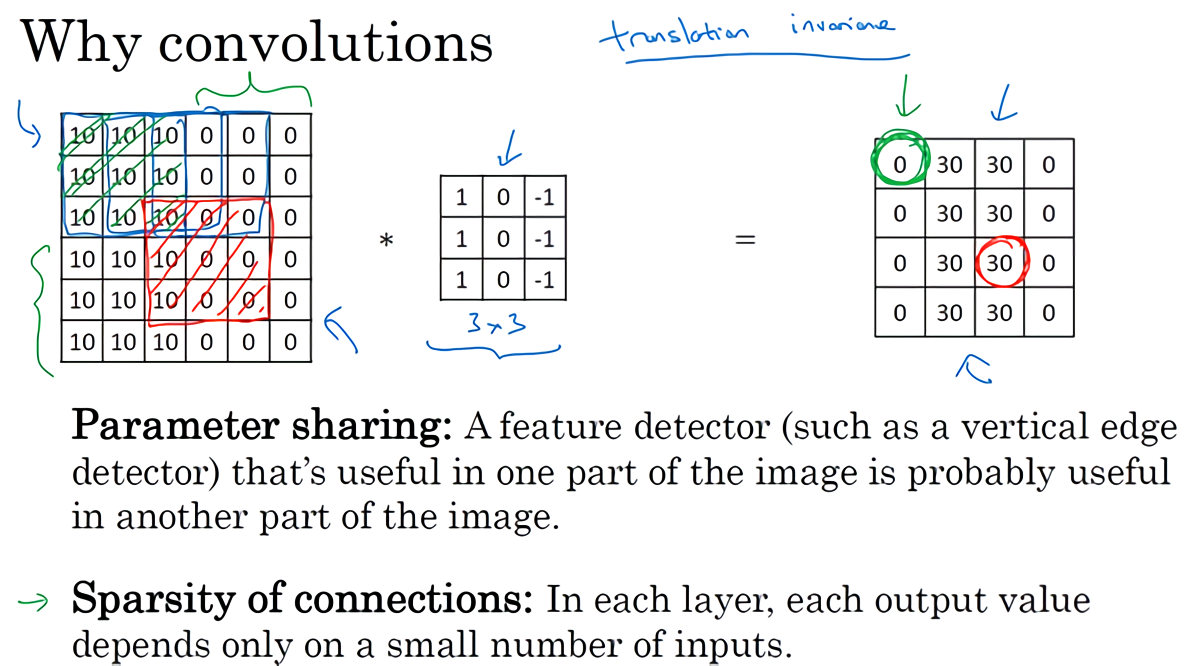 Why convolutions
translation invariance
10 10 10 0 0 0
10 10 10 0 0 0
10 10 10 0 0 0
10 10 10 0 0 0
10 10 10 0 0 0
10 10 10 0 0 0
*
1 0 -1
1 0 -1
1 0 -1
3 x 3
=
0 30 30 0
0 30 30 0
0 30 30 0
0 30 30 0
Parameter sharing: A feature detector (such as a vertical edge
detector) that’s useful in one part of the image is probably useful
in another part of the image.
→ Sparsity of connections: In each layer, each output value
depends only on a small number of inputs.